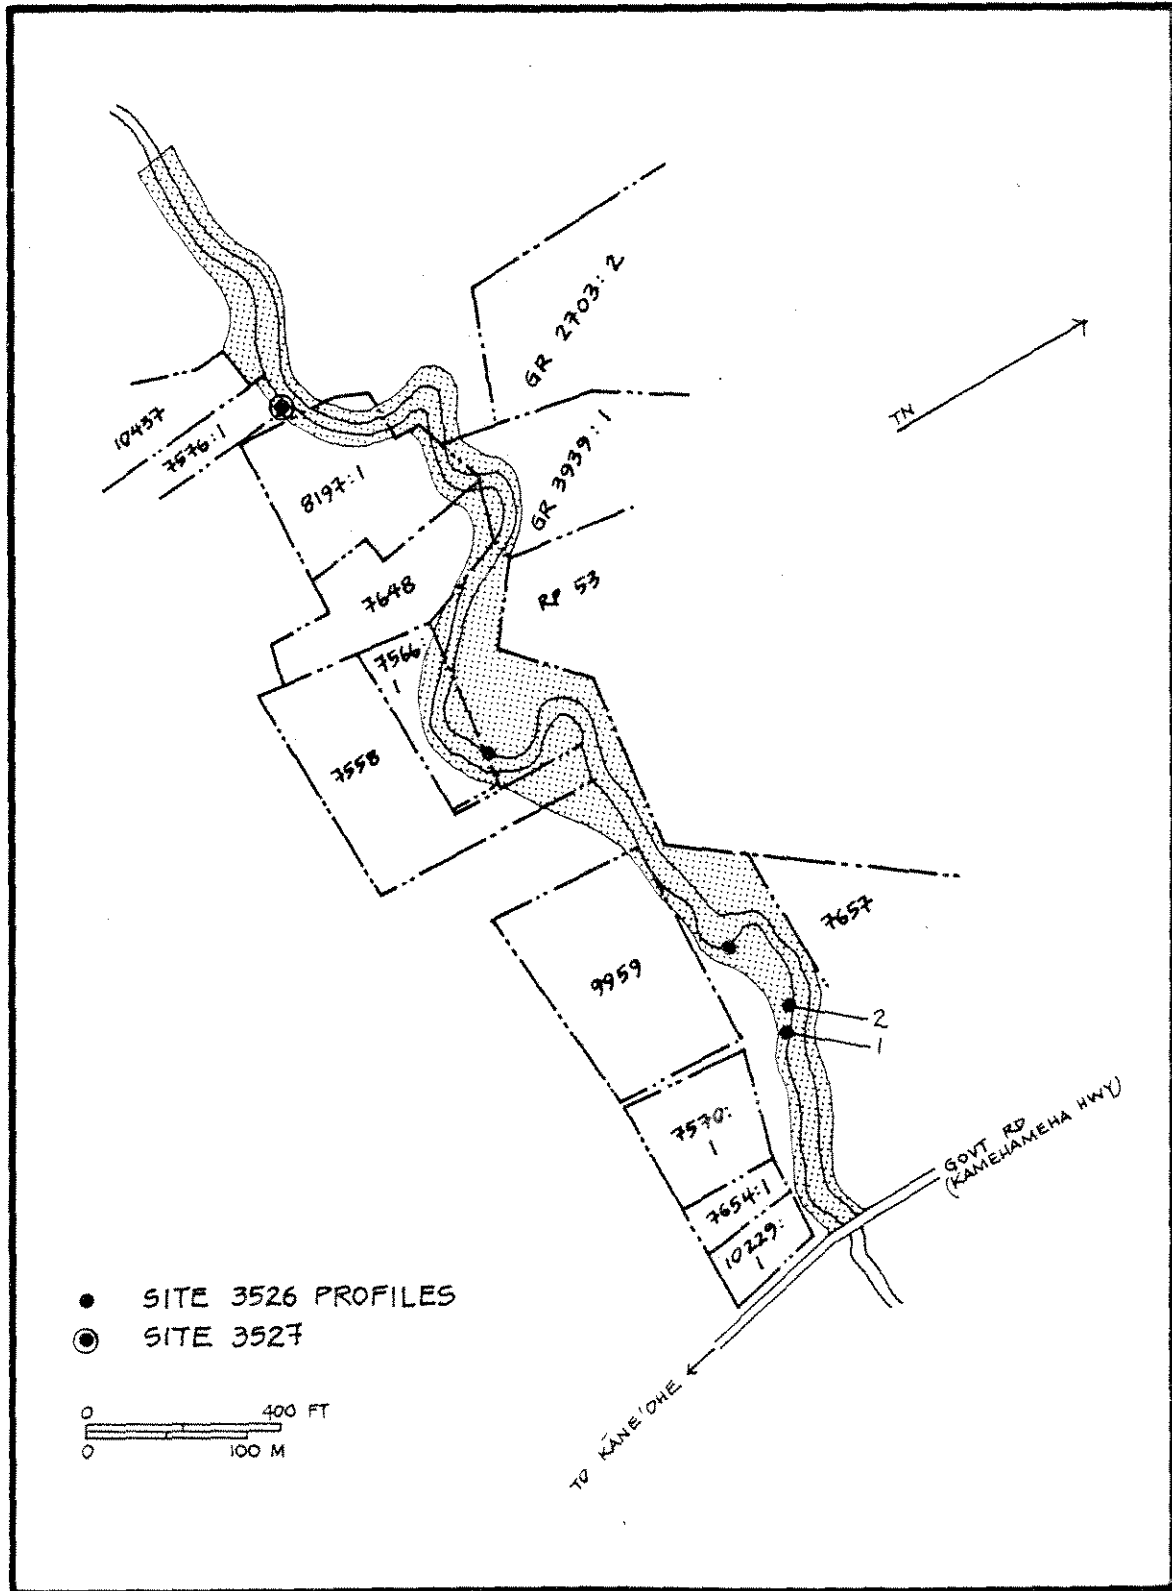 GR 2703:2
TN
10437
7576:1
8197:1
GR 3939:1
7648
RP 53
7566:
1
7558
7657
9959
2
1
7570:
1
GOVT RD
(KAMEHAMEHA HWY)
7654:1
10229:
1
● SITE 3526 PROFILES
SITE 3527
TO KĀNE'OHE
0 400 FT
0 100 M